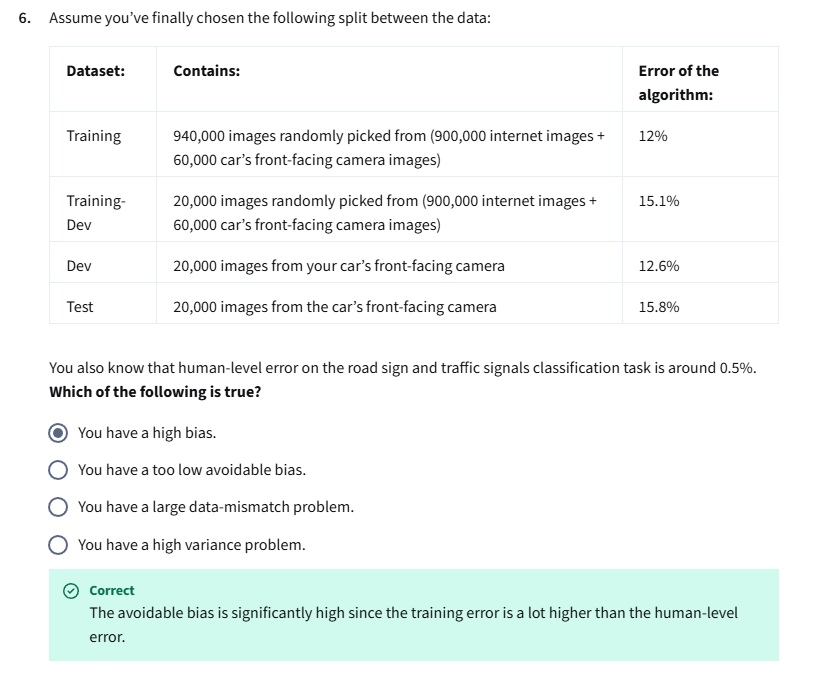 6. Assume you've finally chosen the following split between the data:
Dataset: Contains: Error of the
algorithm:
Training 940,000 images randomly picked from (900,000 internet images + 12%
60,000 car's front-facing camera images)
Training- 20,000 images randomly picked from (900,000 internet images + 15.1%
Dev 60,000 car's front-facing camera images)
Dev 20,000 images from your car's front-facing camera 12.6%
Test 20,000 images from the car's front-facing camera 15.8%
You also know that human-level error on the road sign and traffic signals classification task is around 0.5%.
Which of the following is true?
You have a high bias.
You have a too low avoidable bias.
You have a large data-mismatch problem.
You have a high variance problem.
Correct
The avoidable bias is significantly high since the training error is a lot higher than the human-level
error.